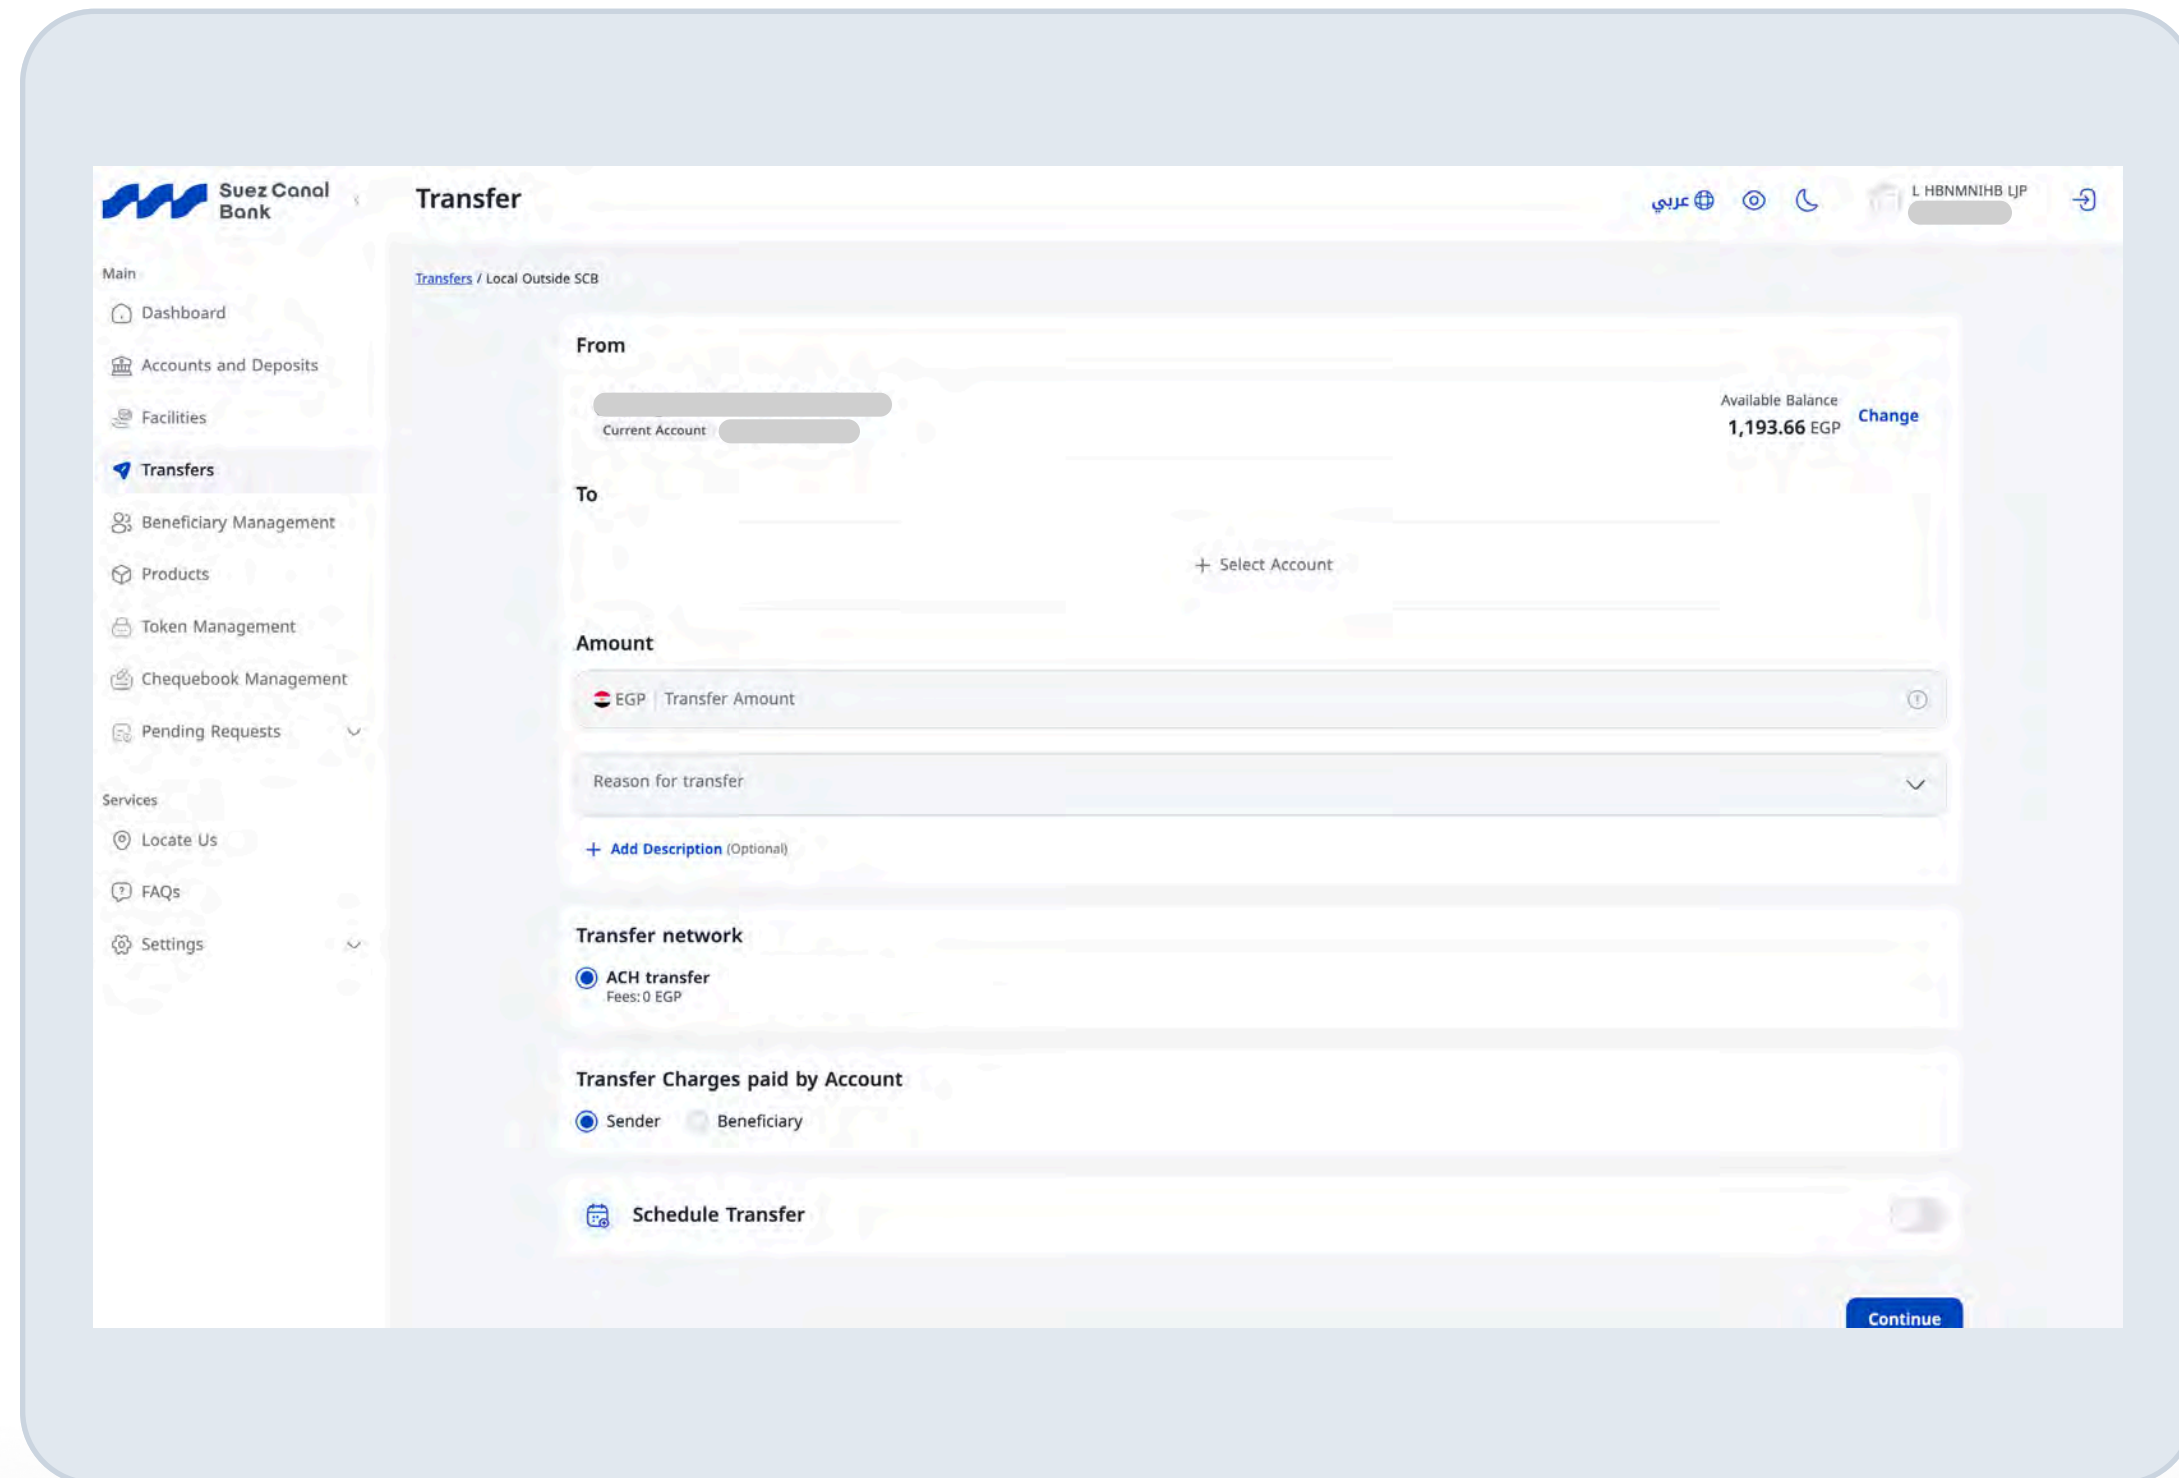 Suez Canal
Bank
Transfer
عربي
L HBNMNIHB LJP
Main
Dashboard
Accounts and Deposits
Facilities
Transfers
Beneficiary Management
Products
Token Management
Chequebook Management
Pending Requests
Services
Locate Us
FAQs
Settings
Transfers / Local Outside SCB
From
Current Account
Available Balance
1,193.66 EGP
Change
To
+ Select Account
Amount
EGP | Transfer Amount
Reason for transfer
+ Add Description (Optional)
Transfer network
ACH transfer
Fees: 0 EGP
Transfer Charges paid by Account
Sender Beneficiary
Schedule Transfer
Continue